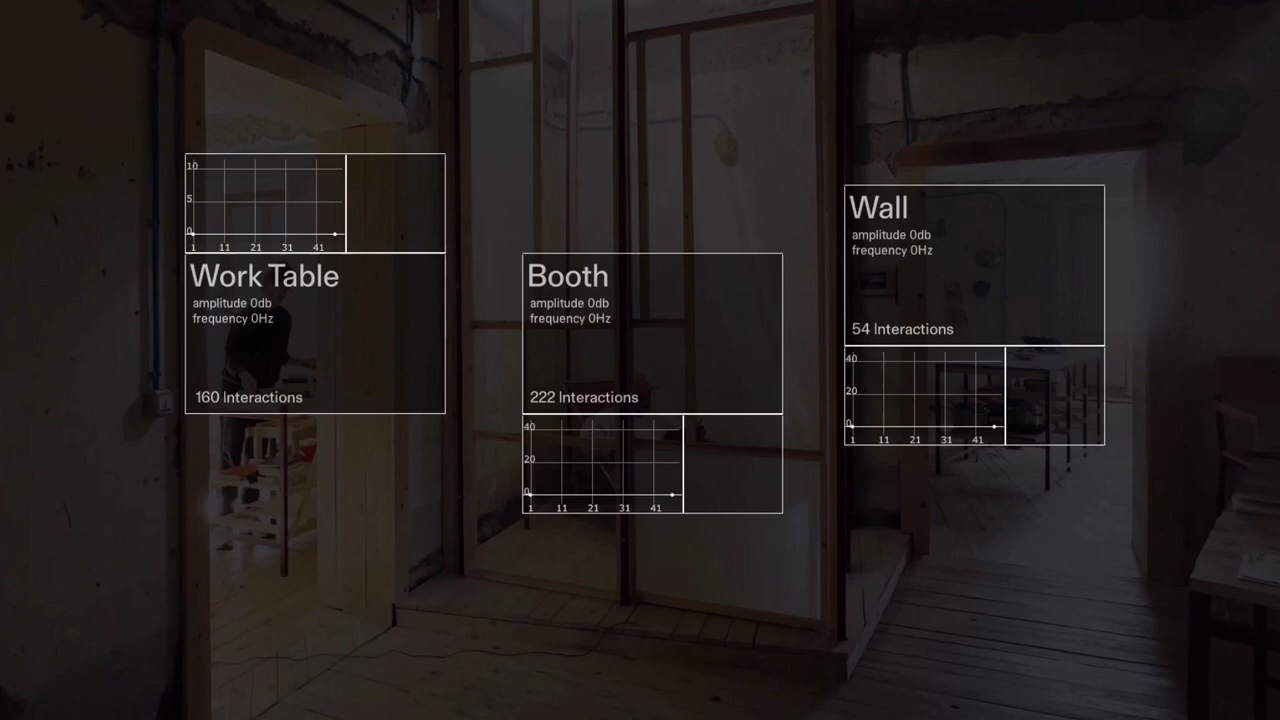 10
5
0
1 11 21 31 41
Work Table
amplitude 0db
frequency 0Hz
160 Interactions
Booth
amplitude 0db
frequency 0Hz
222 Interactions
40
20
0
1 11 21 31 41
Wall
amplitude 0db
frequency 0Hz
54 Interactions
40
20
0
1 11 21 31 41